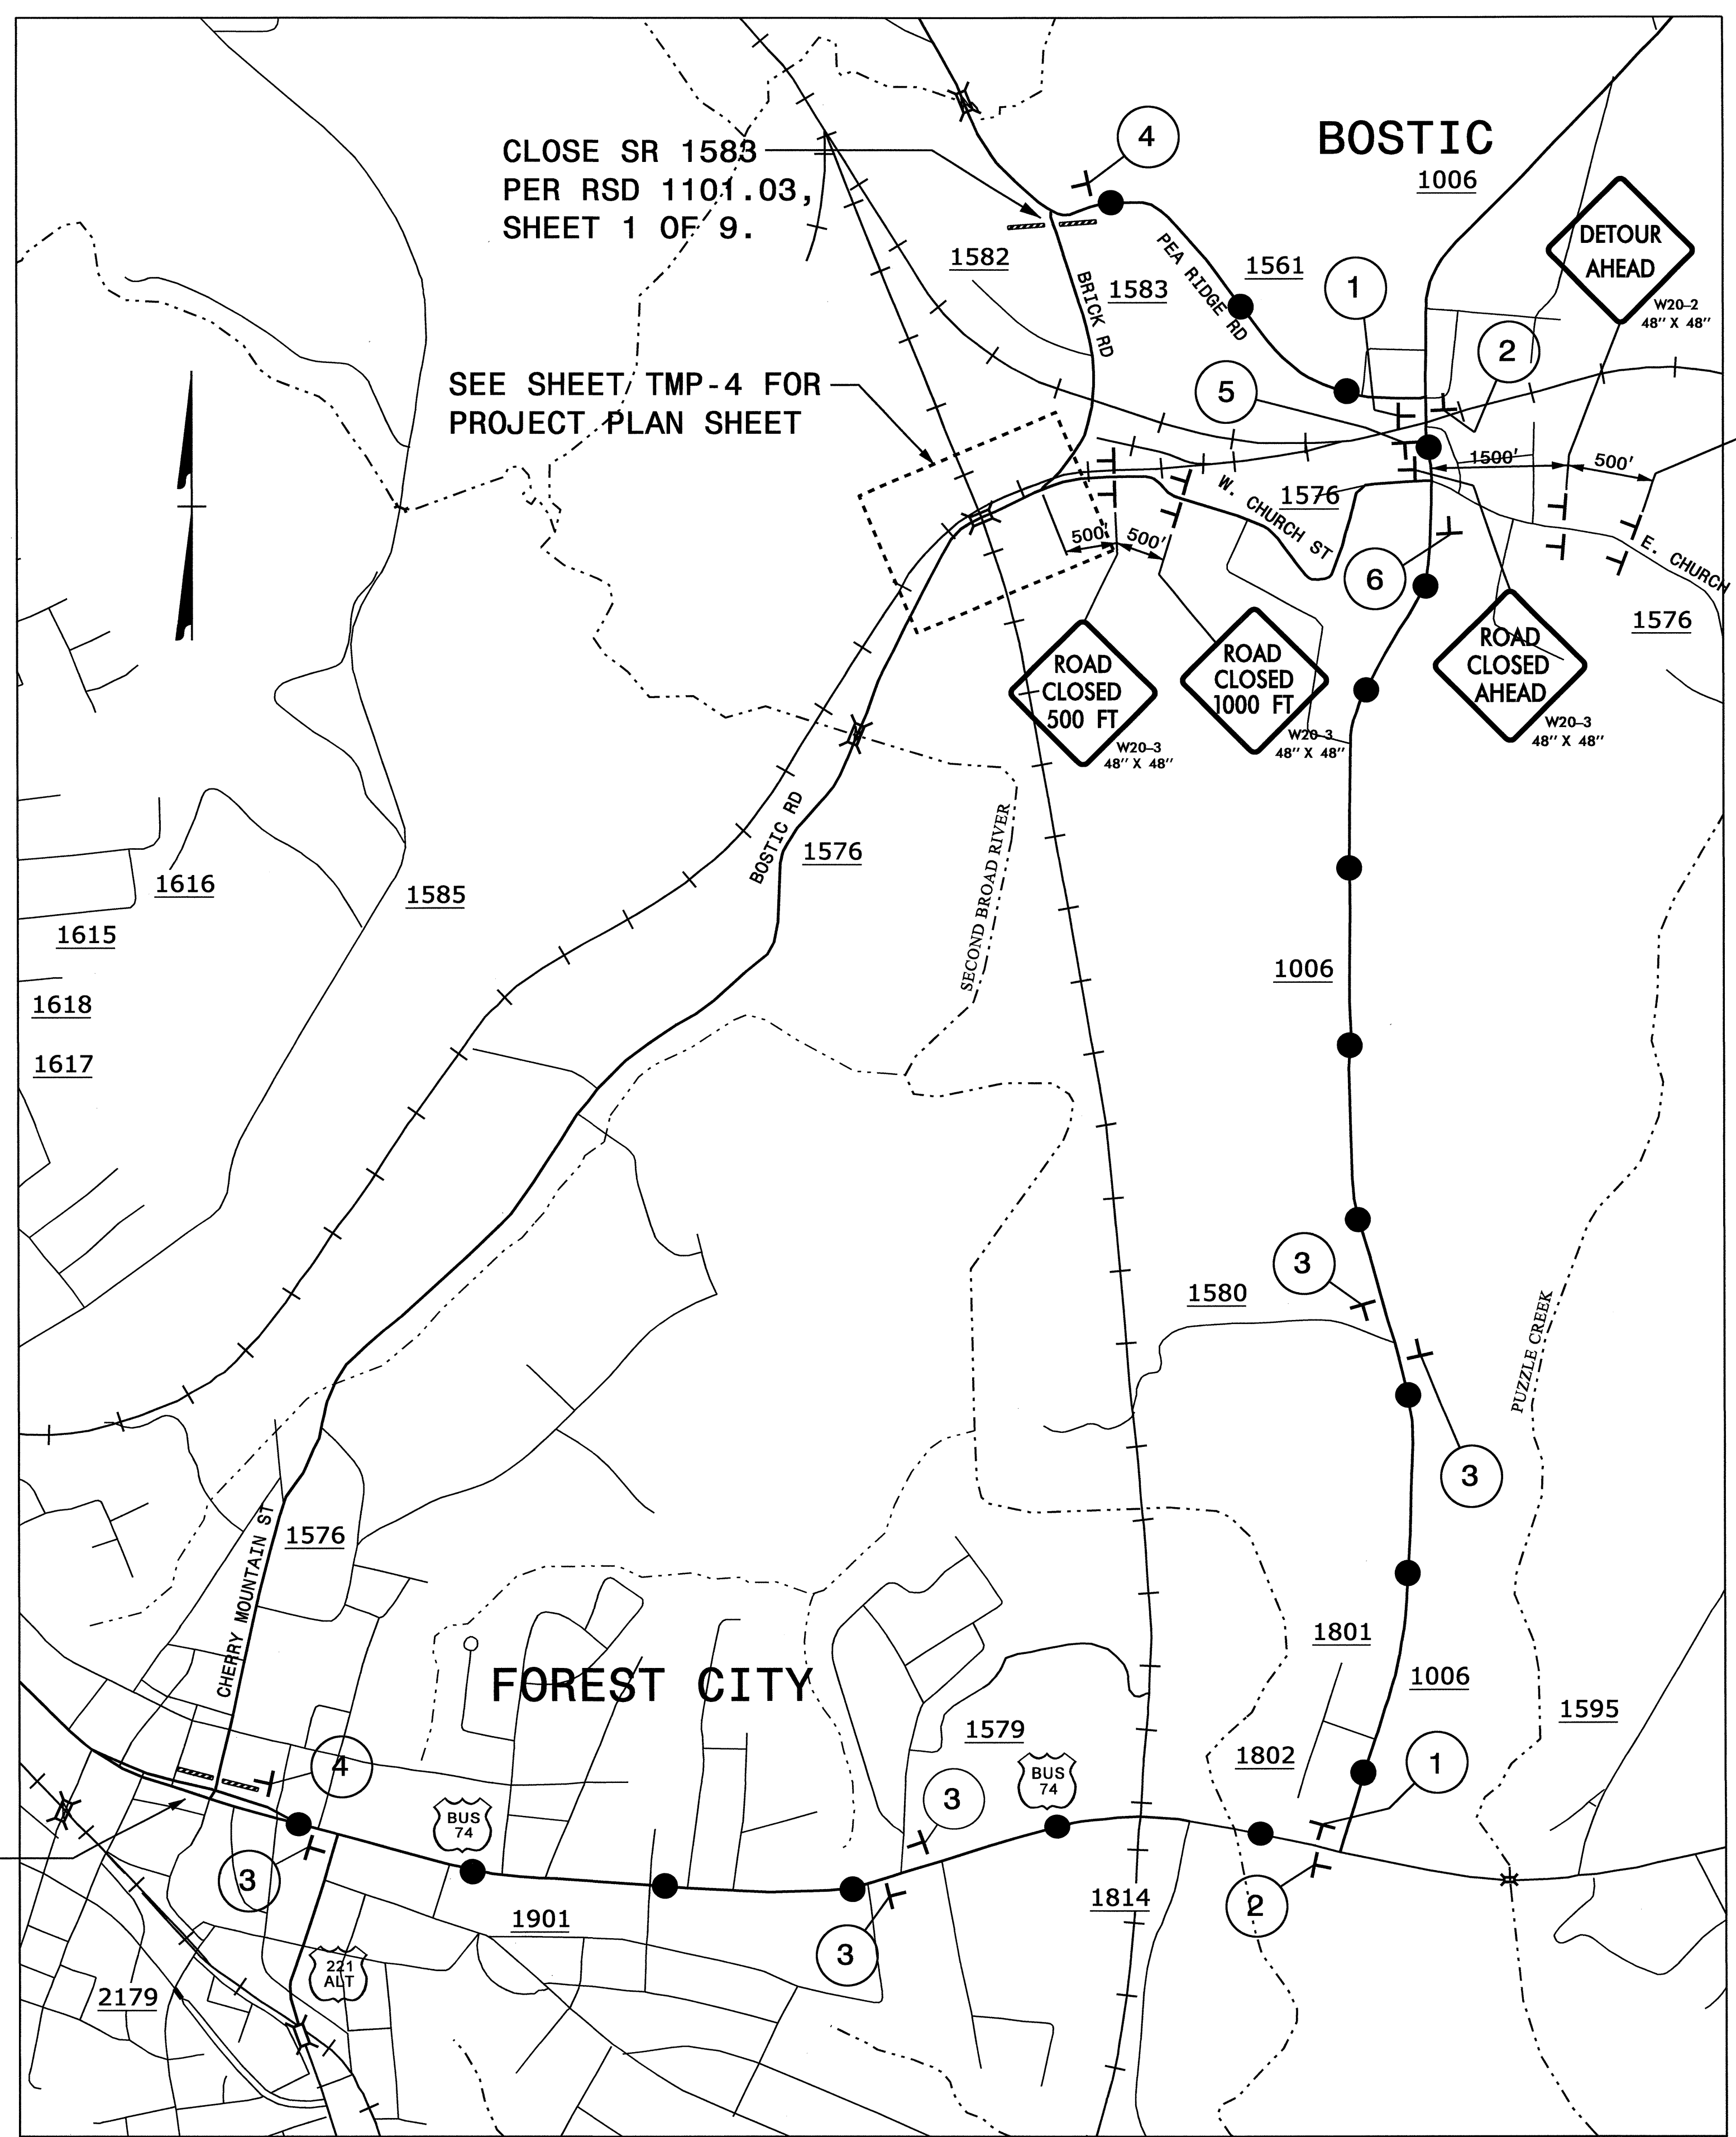 BOSTIC
1006
4
CLOSE SR 1583
PER RSD 1101.03,
SHEET 1 OF 9.
DETOUR
AHEAD
W20-2
48" X 48"
1582
BRICK RD
1583
PEA RIDGE RD
1561
1
2
5
SEE SHEET TMP-4 FOR
PROJECT PLAN SHEET
1500'
500'
W. CHURCH ST
1576
500'
500'
6
E. CHURCH
1576
ROAD
CLOSED
500 FT
W20-3
48" X 48"
ROAD
CLOSED
1000 FT
W20-3
48" X 48"
ROAD
CLOSED
AHEAD
W20-3
48" X 48"
BOSTIC RD
1576
SECOND BROAD RIVER
1616
1585
1615
1618
1617
1006
3
1580
PUZZLE CREEK
3
CHERRY MOUNTAIN ST
1576
FOREST CITY
1801
1006
1579
1802
1595
4
BUS
74
BUS
74
3
1
3
1901
3
1814
2
221
ALT
2179